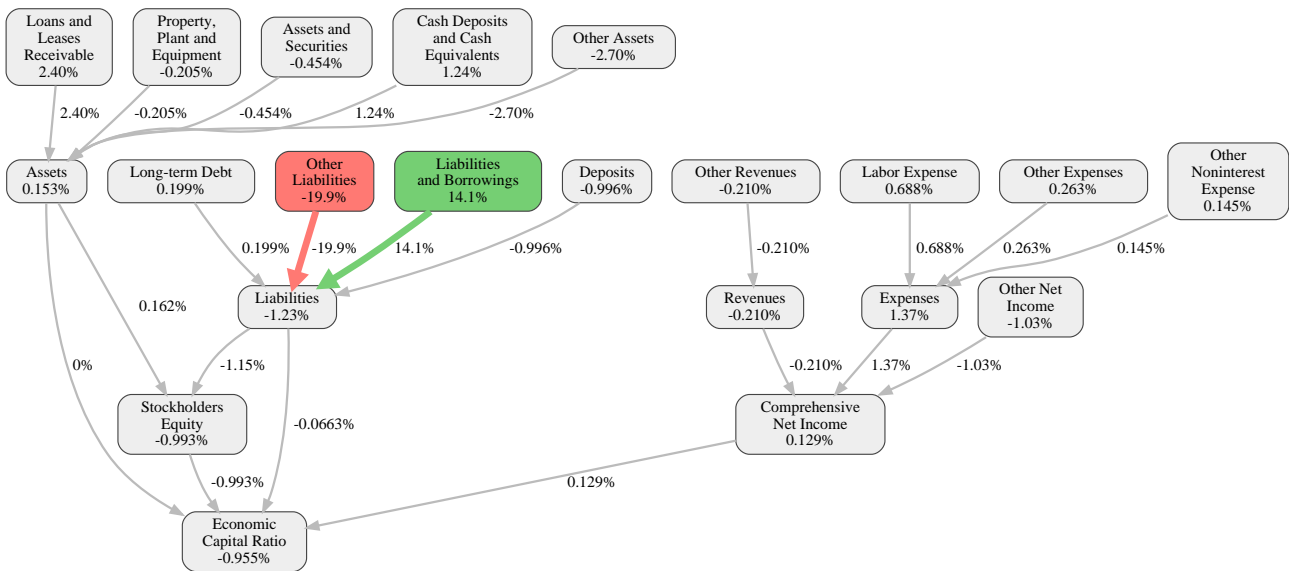 Loans and
Leases
Receivable
2.40%
Property,
Plant and
Equipment
-0.205%
Assets and
Securities
-0.454%
Cash Deposits
and Cash
Equivalents
1.24%
Other Assets
-2.70%
2.40%
-0.205%
-0.454%
1.24%
-2.70%
Assets
0.153%
Long-term Debt
0.199%
Other
Liabilities
-19.9%
Liabilities
and Borrowings
14.1%
Deposits
-0.996%
Other Revenues
-0.210%
Labor Expense
0.688%
Other Expenses
0.263%
Other
Noninterest
Expense
0.145%
0.199%
-19.9%
14.1%
-0.996%
-0.210%
0.688%
0.263%
0.145%
0.162%
Liabilities
-1.23%
Revenues
-0.210%
Expenses
1.37%
Other Net
Income
-1.03%
0%
-1.15%
-0.0663%
-0.210%
1.37%
-1.03%
Stockholders
Equity
-0.993%
Comprehensive
Net Income
0.129%
-0.993%
0.129%
Economic
Capital Ratio
-0.955%